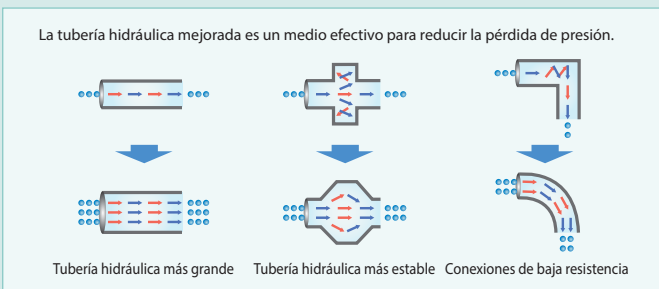 La tubería hidráulica mejorada es un medio efectivo para reducir la pérdida de presión.
Tubería hidráulica más grande
Tubería hidráulica más estable
Conexiones de baja resistencia